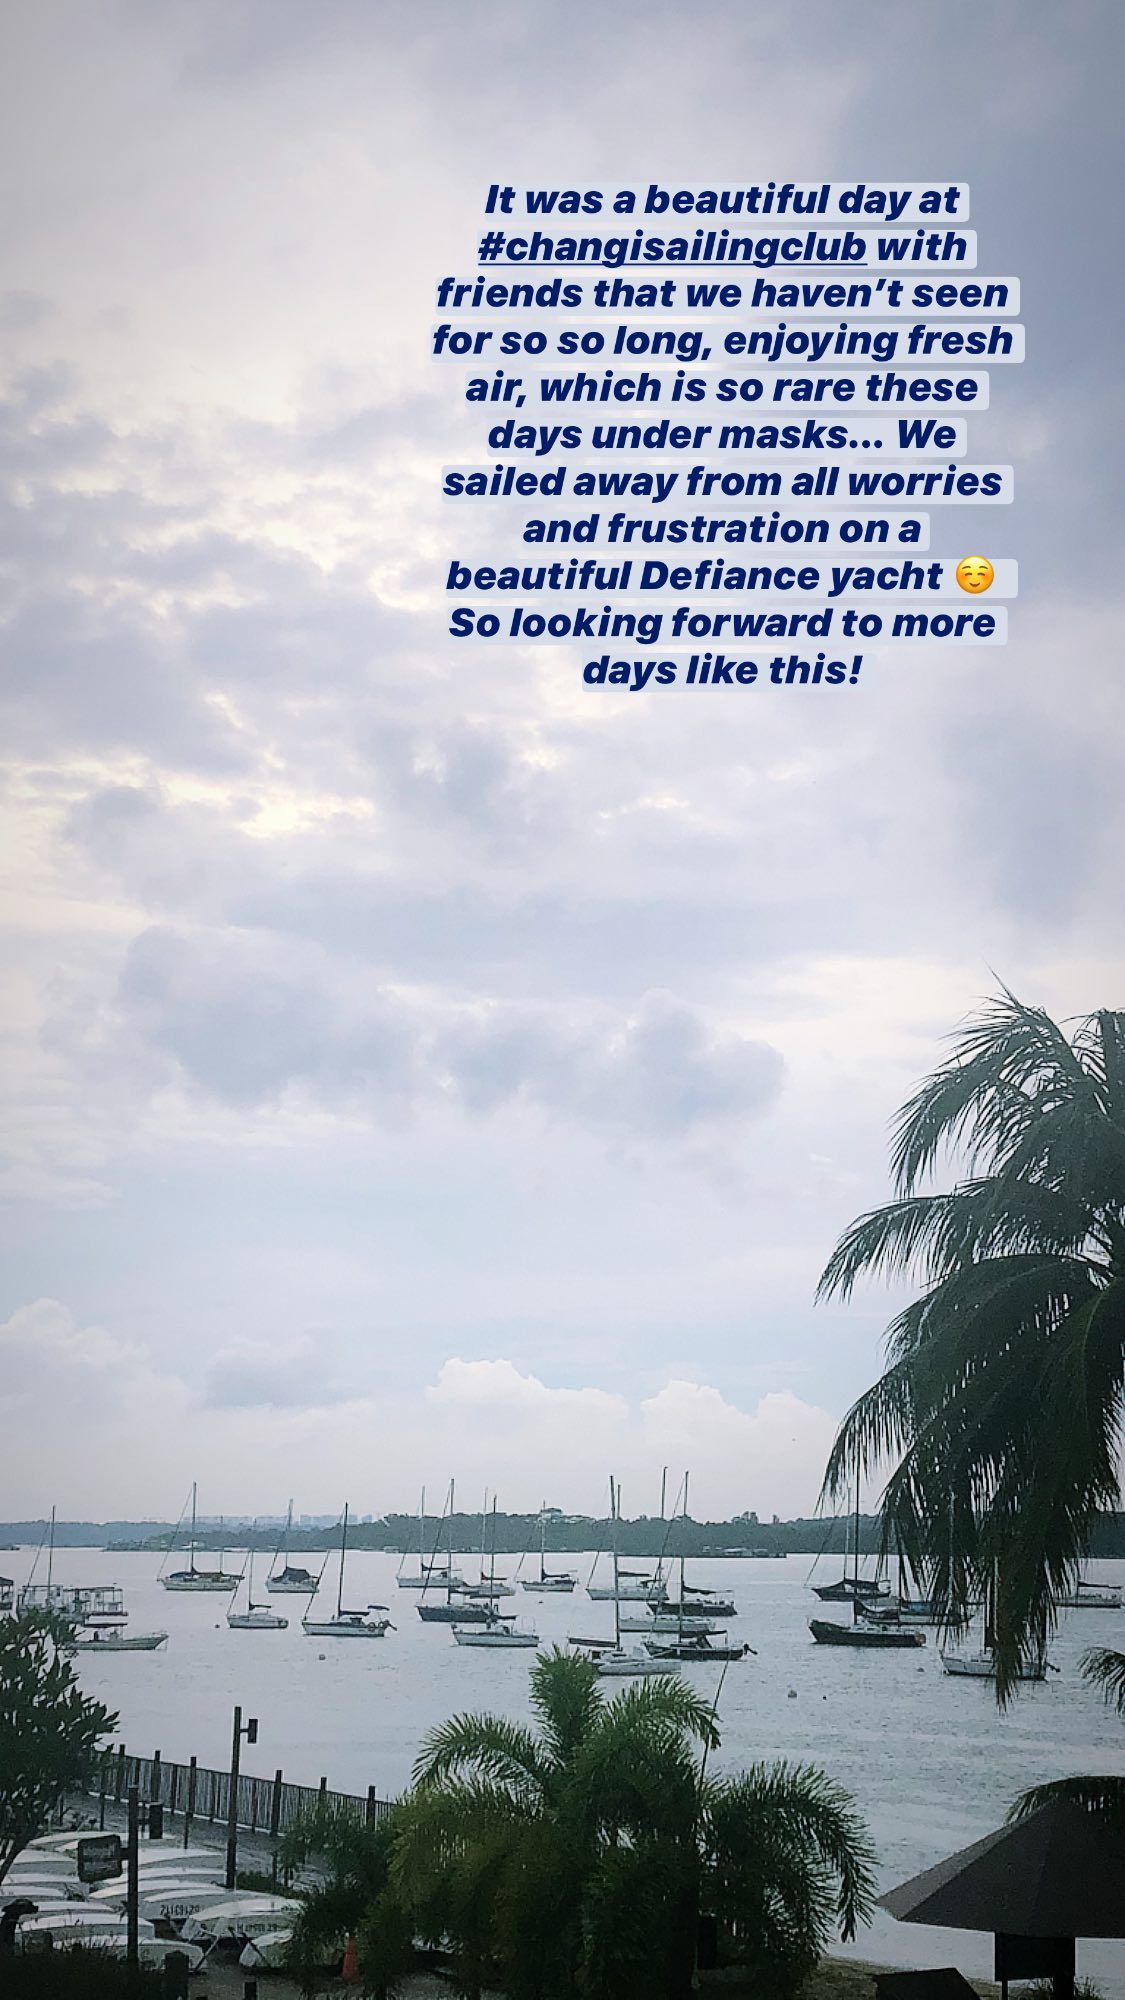 It was a beautiful day at
#changisailingclub with
friends that we haven’t seen
for so so long, enjoying fresh
air, which is so rare these
days under masks... We
sailed away from all worries
and frustration on a
beautiful Defiance yacht ☺️
So looking forward to more
days like this!